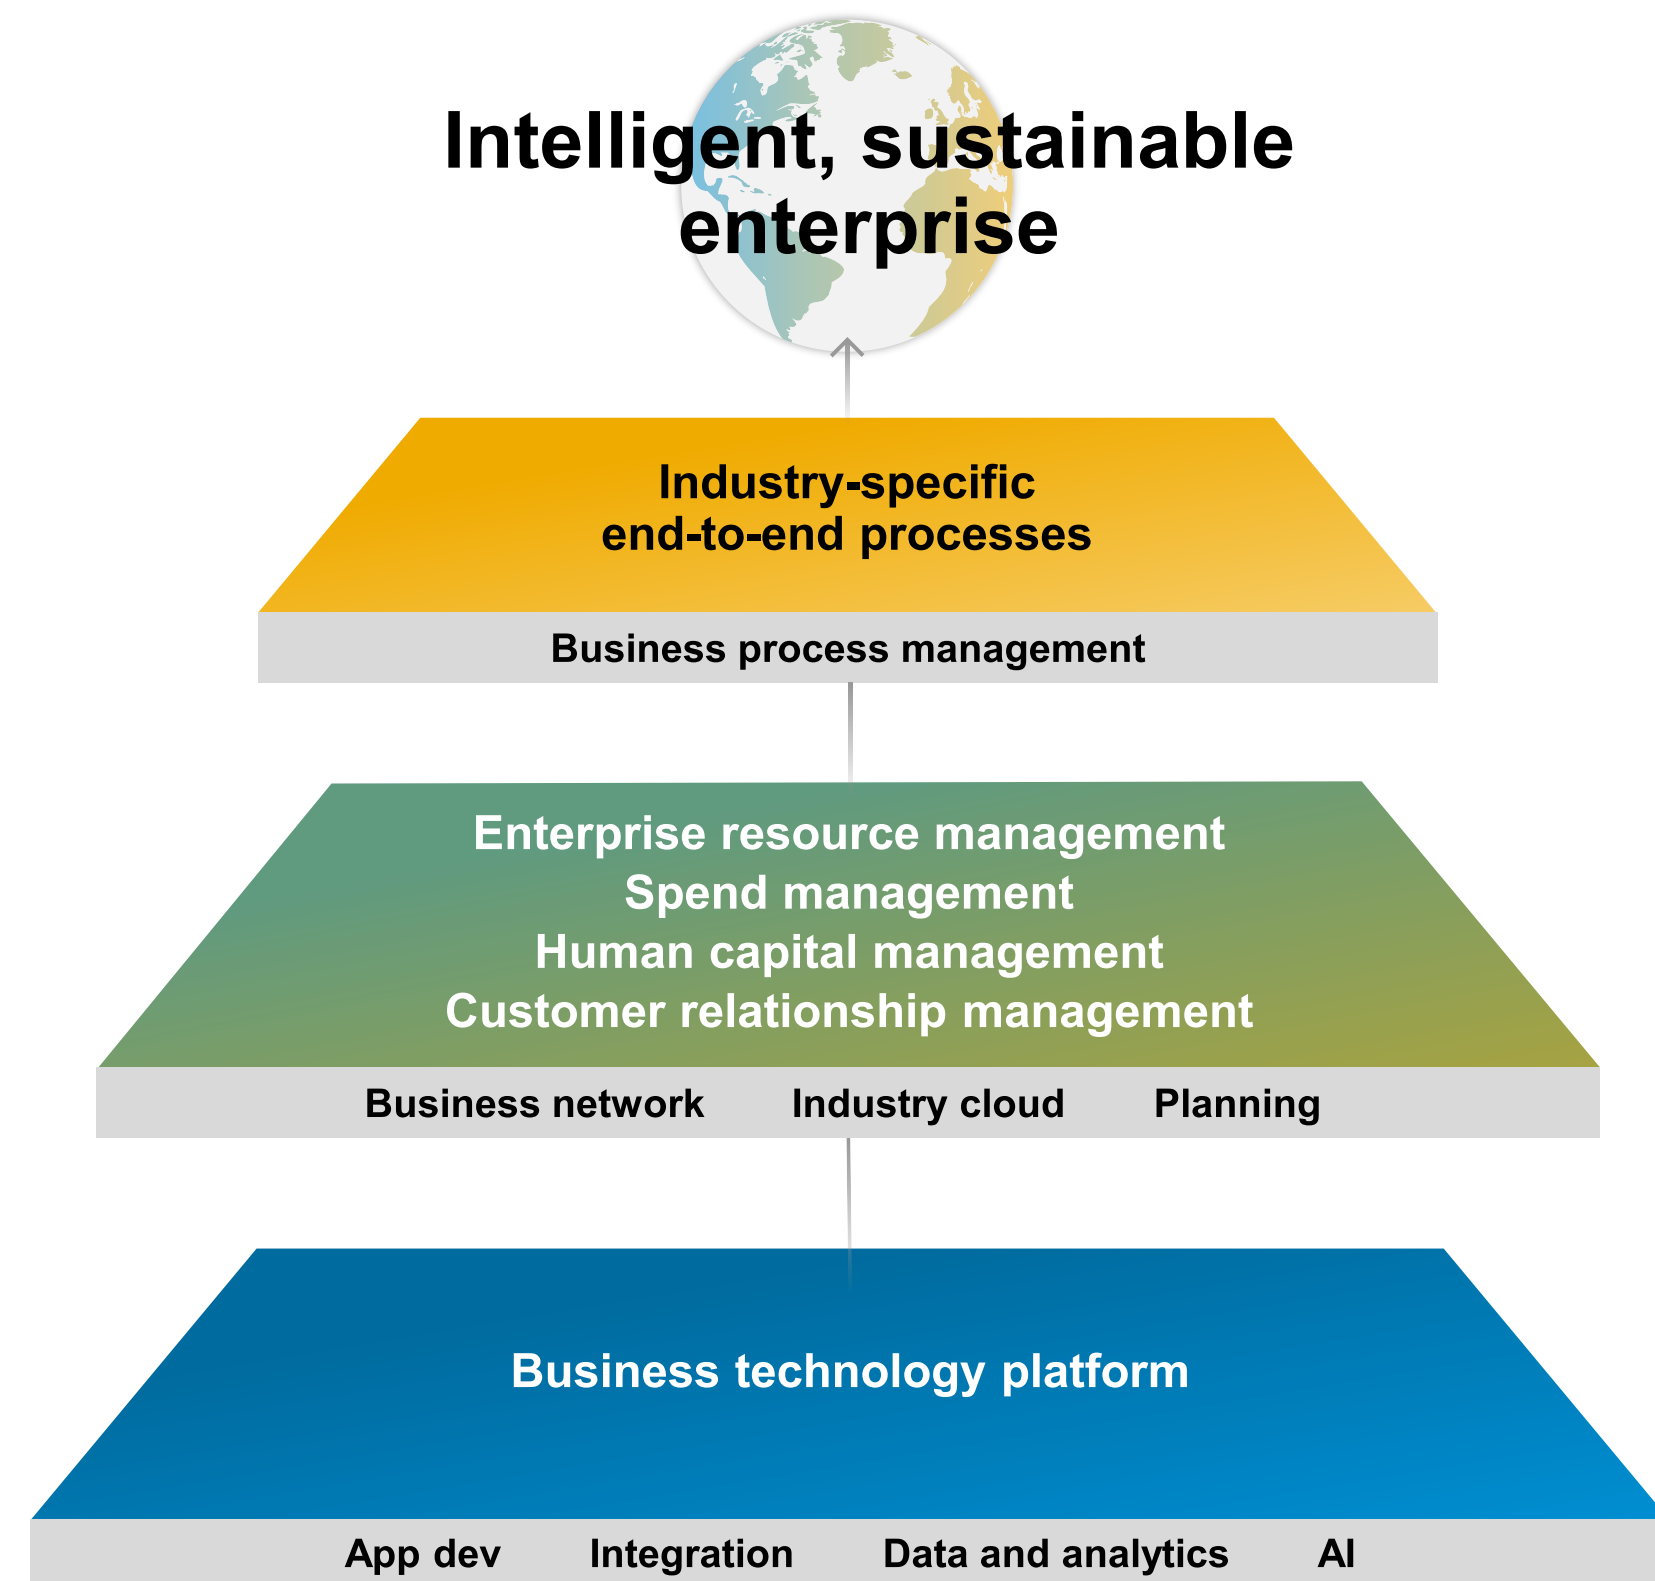 Intelligent, sustainable
enterprise
Industry-specific
end-to-end processes
Business process management
Enterprise resource management
Spend management
Human capital management
Customer relationship management
Business network Industry cloud Planning
Business technology platform
App dev Integration Data and analytics AI